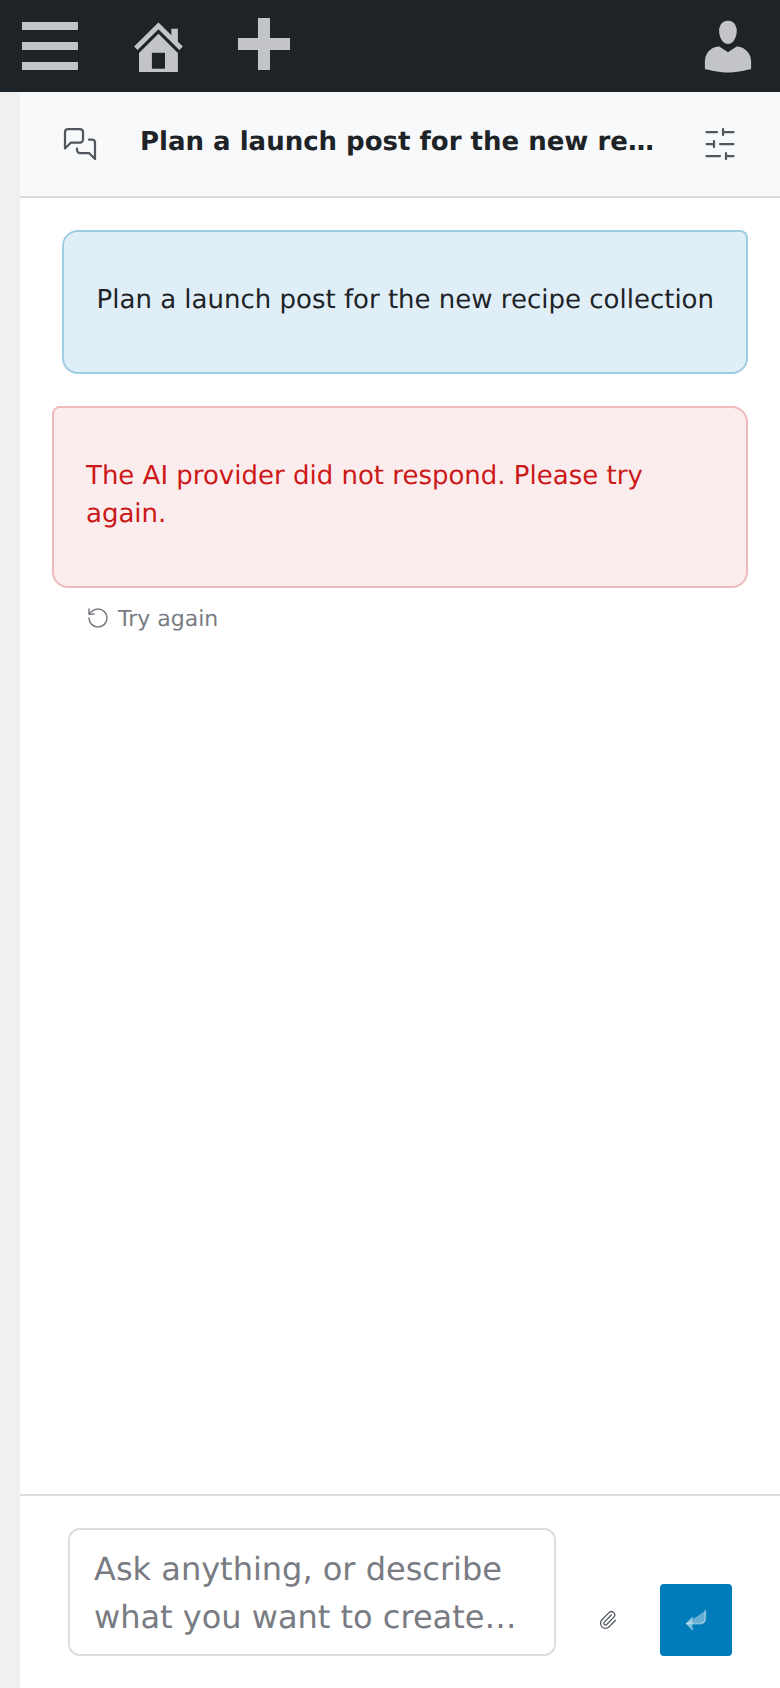 Plan a launch post for the new re...
Plan a launch post for the new recipe collection
The AI provider did not respond. Please try
again.
Try again
Ask anything, or describe
what you want to create...